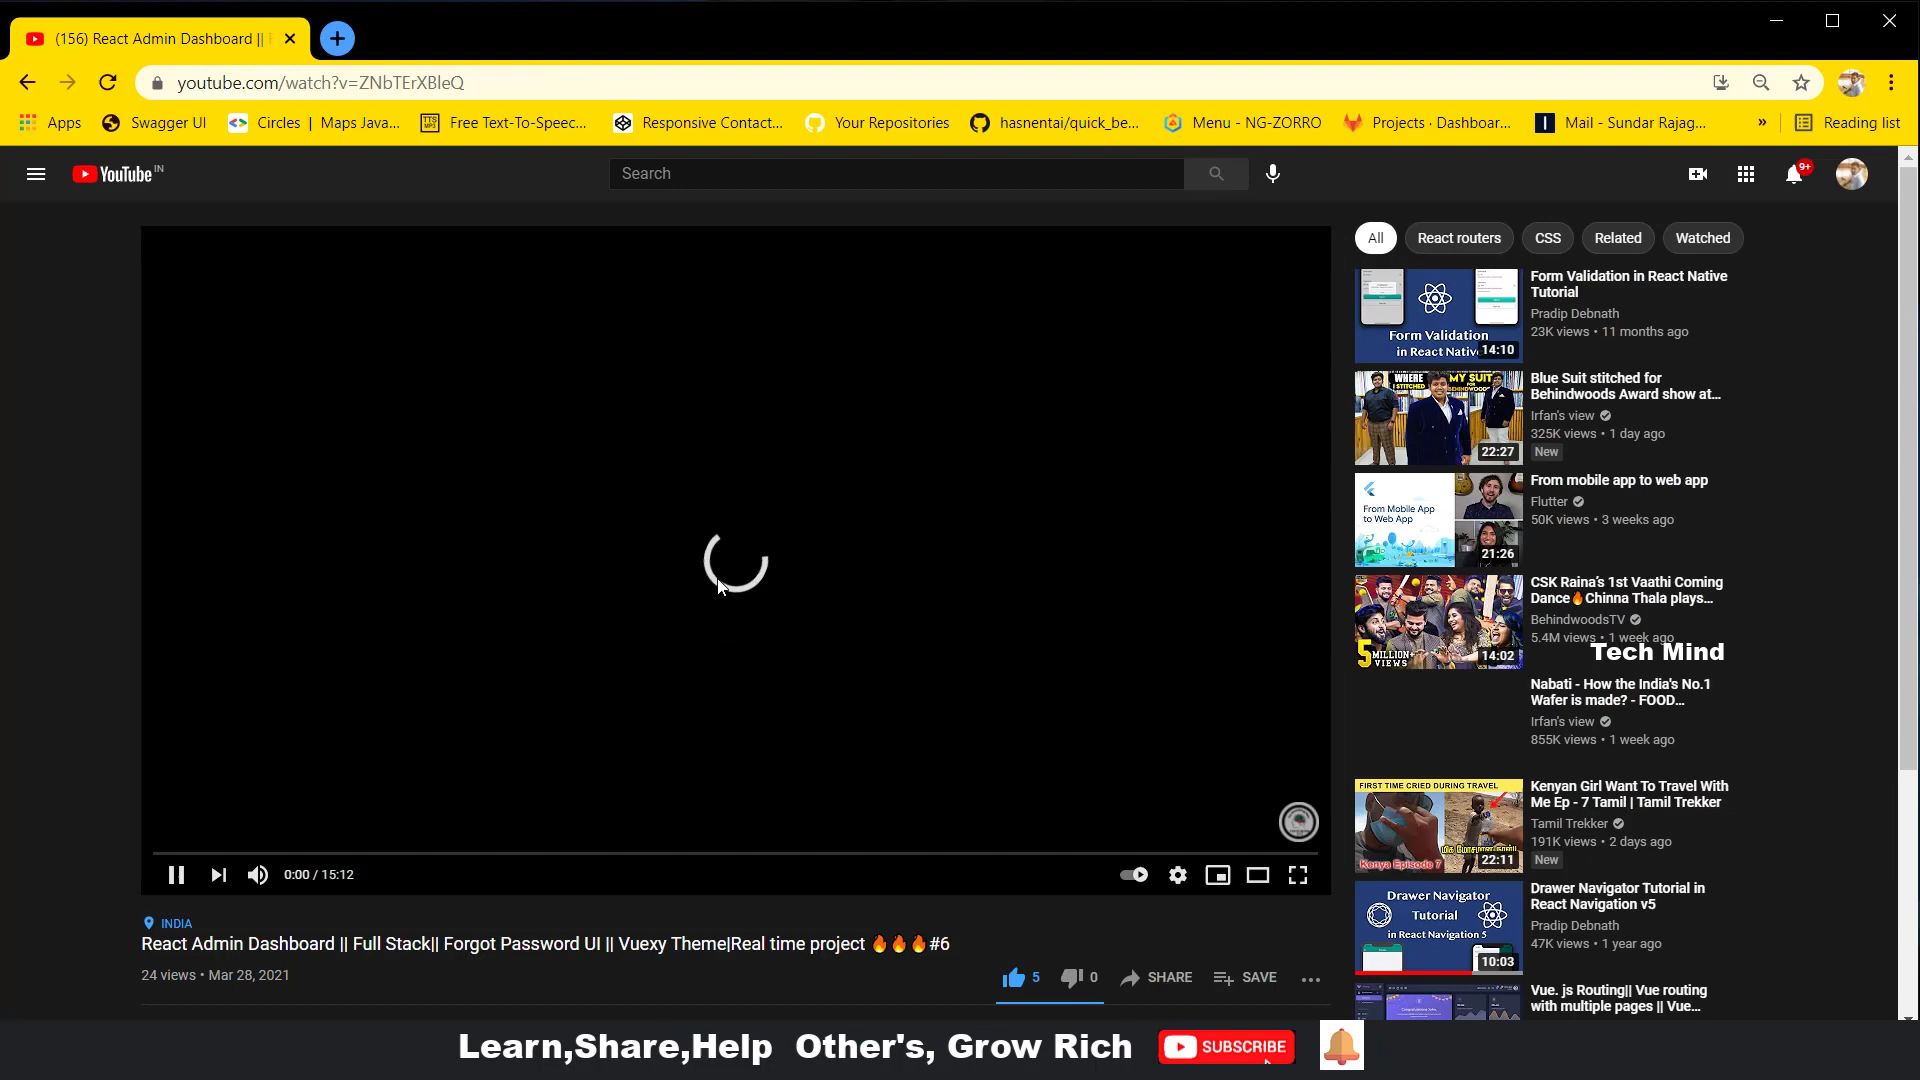 (156) React Admin Dashboard ||
youtube.com/watch?v=ZNbTErXBleQ
Apps
Swagger UI
Circles | Maps Java...
TTS
MP3
Free Text-To-Speec...
Responsive Contact...
Your Repositories
hasnentai/quick_be...
Menu - NG-ZORRO
Projects · Dashboar...
Mail - Sundar Rajag...
»
Reading list
YouTube IN
Search
9+
All
React routers
CSS
Related
Watched
Form Validation
in React Native
14:10
Form Validation in React Native
Tutorial
Pradip Debnath
23K views • 11 months ago
WHERE
I STITCHED
MY SUIT
FOR
BEHINDWOODS
22:27
Blue Suit stitched for
Behindwoods Award show at...
Irfan's view
325K views • 1 day ago
New
From Mobile App
to Web App
21:26
From mobile app to web app
Flutter
50K views • 3 weeks ago
5 MILLION+
VIEWS
14:02
CSK Raina's 1st Vaathi Coming
Dance🔥Chinna Thala plays...
BehindwoodsTV
5.4M views • 1 week ago
Tech Mind
Nabati - How the India's No.1
Wafer is made? - FOOD...
Irfan's view
855K views • 1 week ago
FIRST TIME CRIED DURING TRAVEL
Kenya Episode 7
22:11
Kenyan Girl Want To Travel With
Me Ep - 7 Tamil | Tamil Trekker
Tamil Trekker
191K views • 2 days ago
New
Drawer Navigator
Tutorial
in React Navigation 5
10:03
Drawer Navigator Tutorial in
React Navigation v5
Pradip Debnath
47K views • 1 year ago
Vue. js Routing|| Vue routing
with multiple pages || Vue...
0:00 / 15:12
INDIA
React Admin Dashboard || Full Stack|| Forgot Password UI || Vuexy Theme|Real time project 🔥🔥🔥#6
24 views • Mar 28, 2021
5
0
SHARE
SAVE
Learn,Share,Help Other's, Grow Rich
SUBSCRIBE